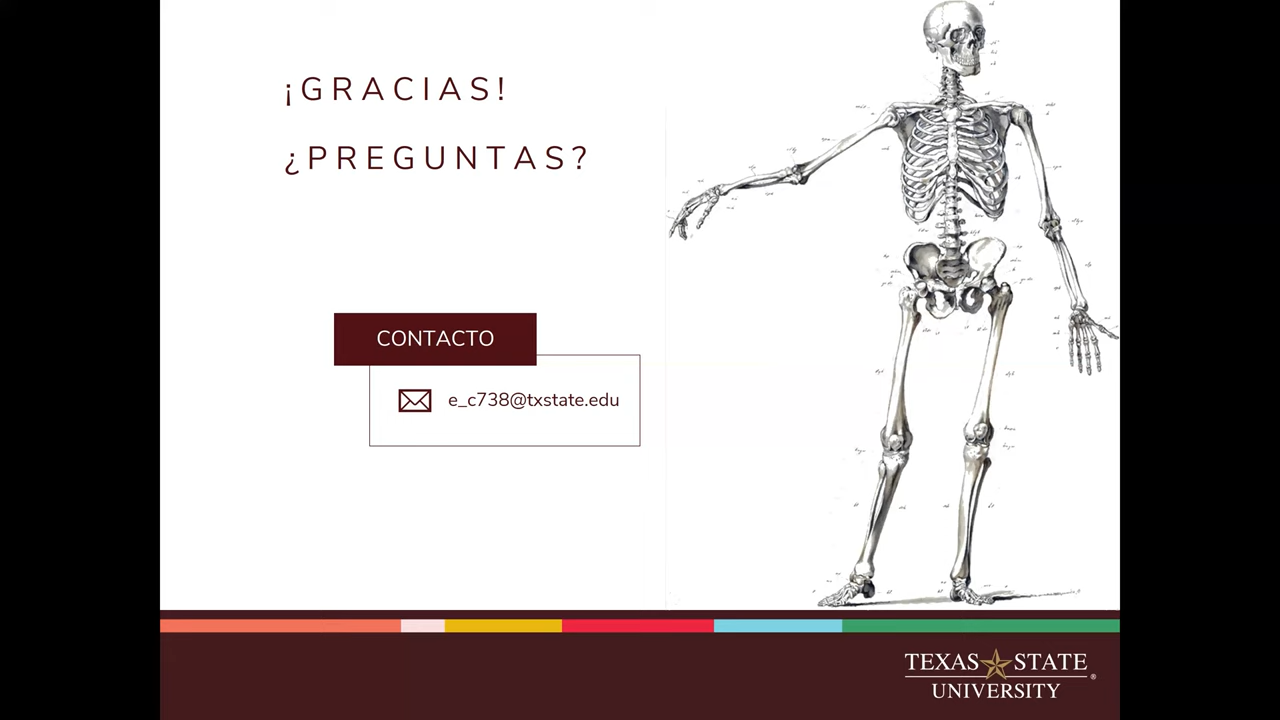 ¡GRACIAS!
¿PREGUNTAS?
CONTACTO
e_c738@txstate.edu
TEXAS STATE
UNIVERSITY